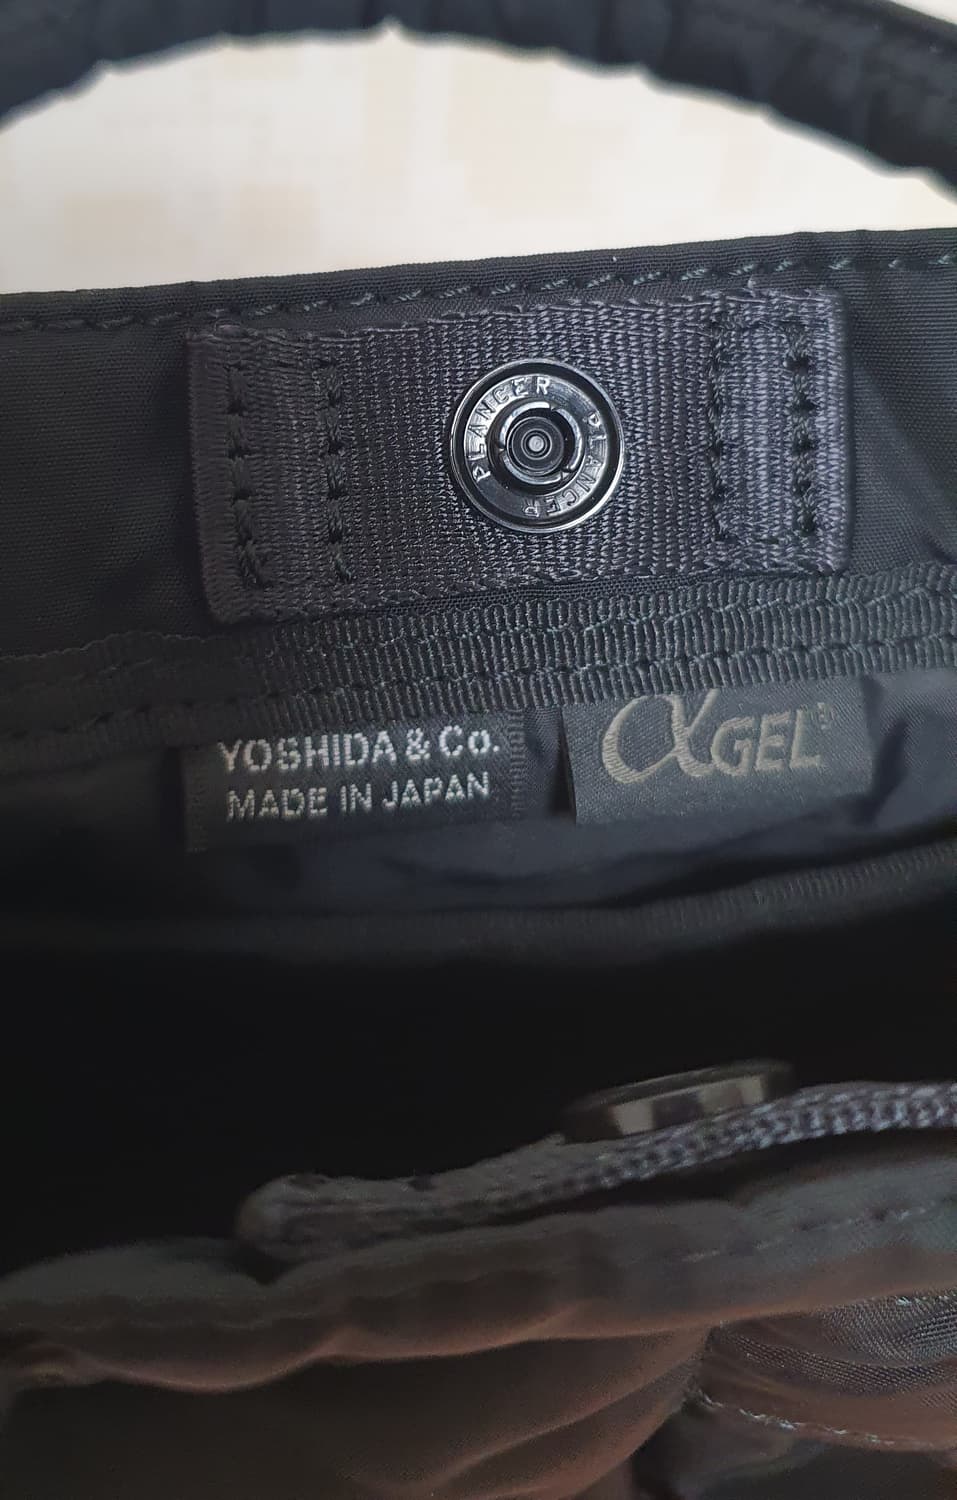 PLANCER PLANCER
YOSHIDA & Co.
MADE IN JAPAN
αGEL®